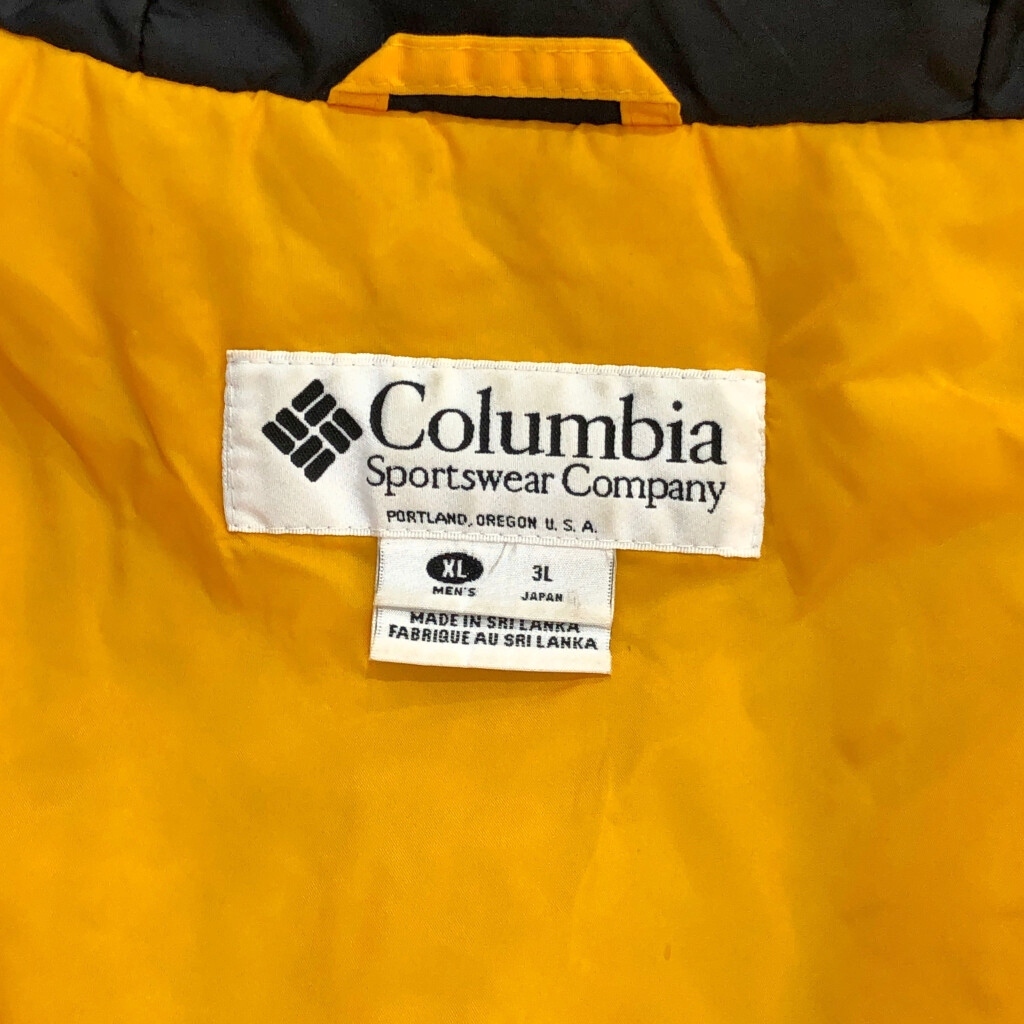 Columbia
Sportswear Company
PORTLAND, OREGON U. S. A.
XL 3L
MEN'S JAPAN
MADE IN SRI LANKA
FABRIQUE AU SRI LANKA